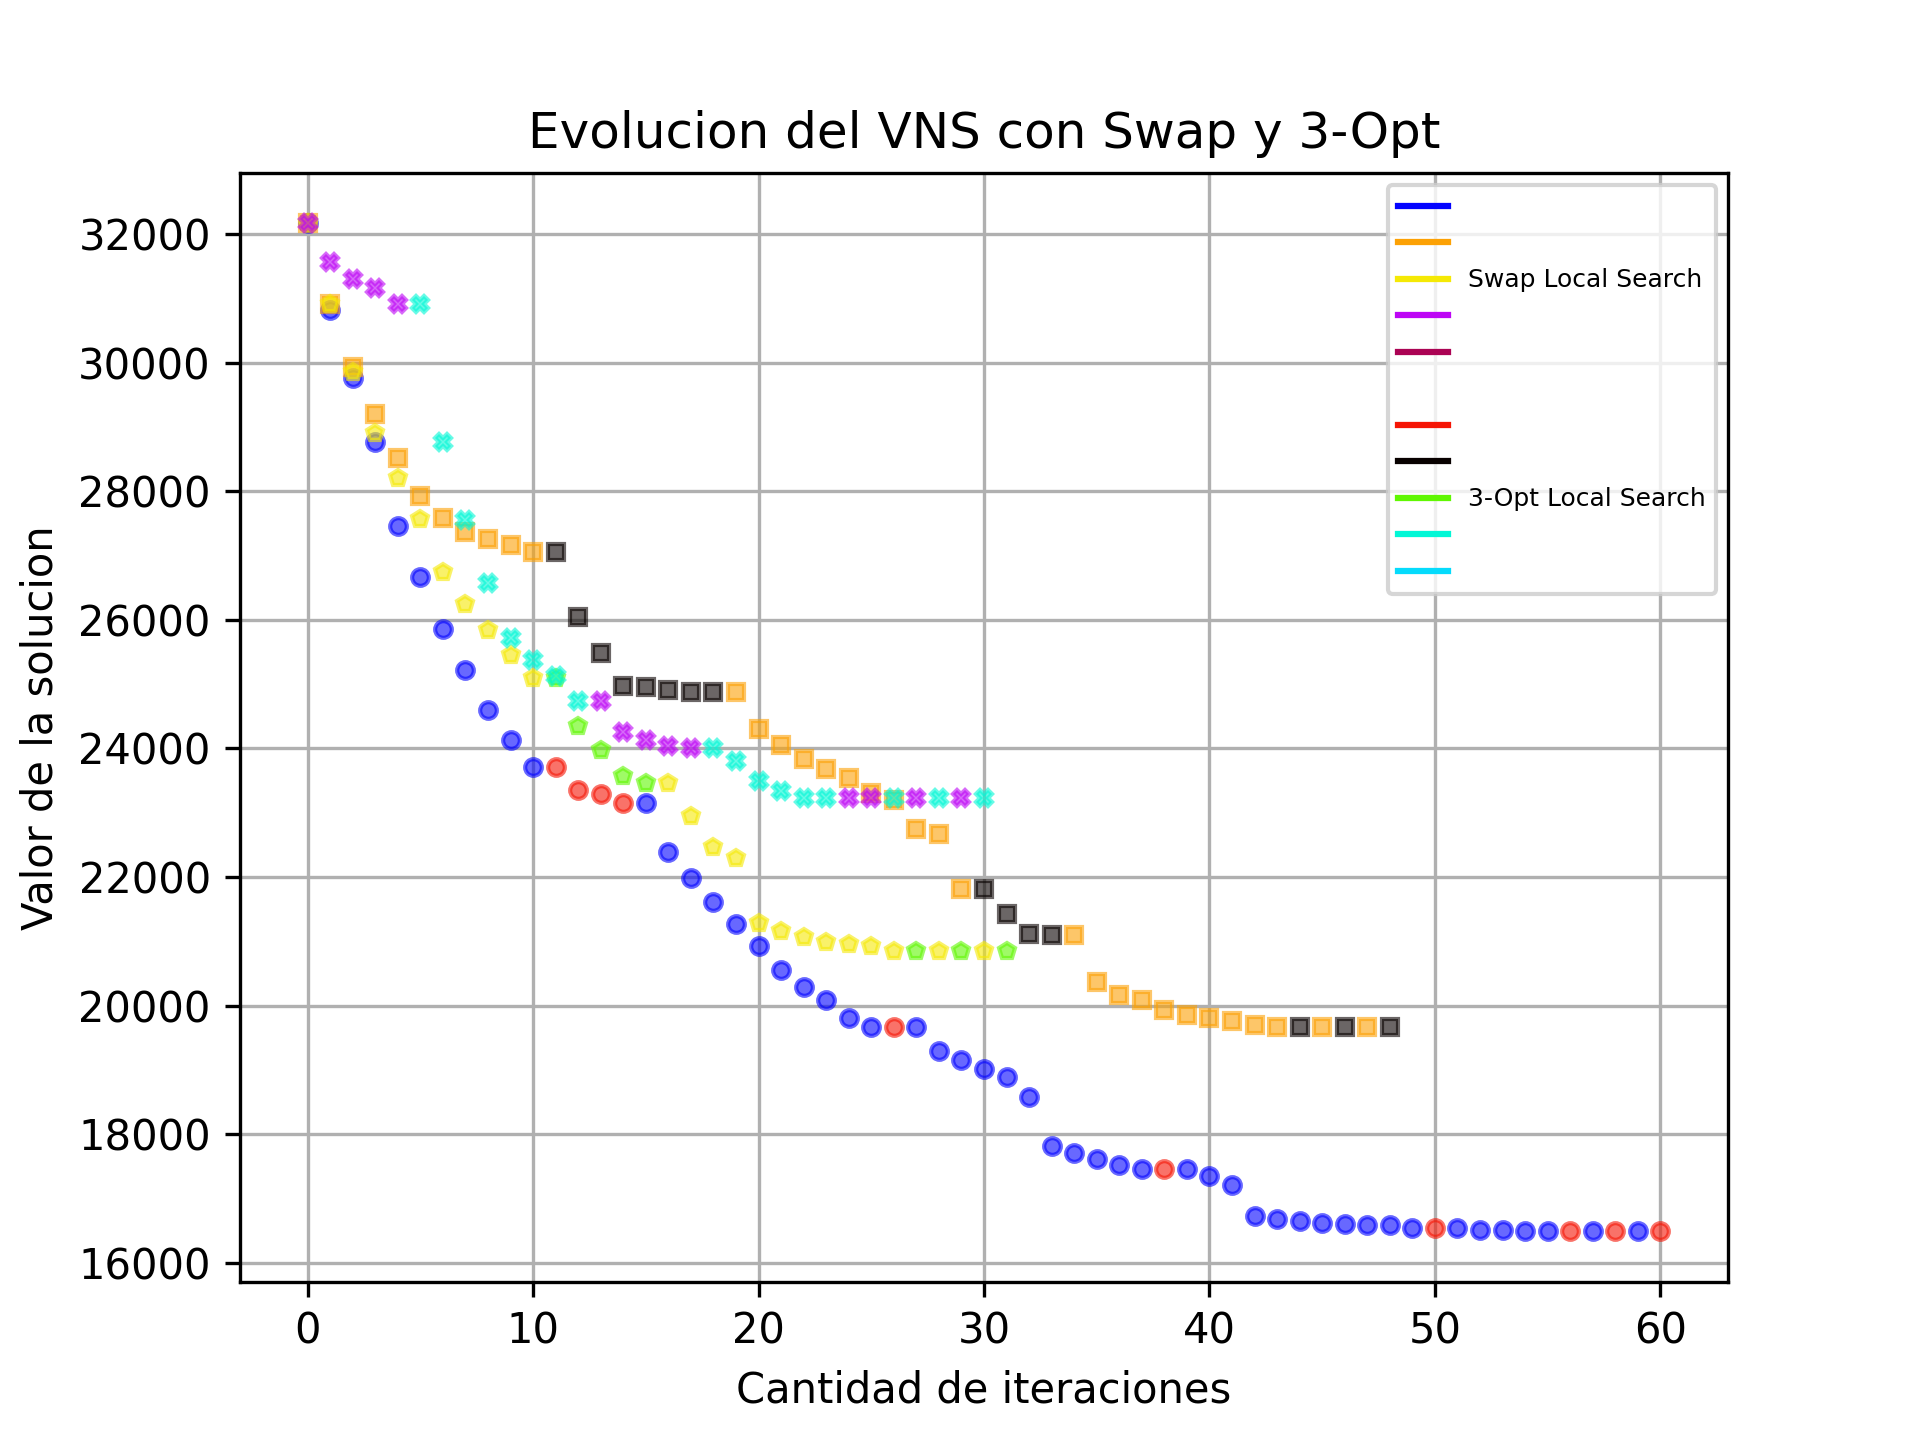 Evolucion del VNS con Swap y 3-Opt
Valor de la solucion
32000
30000
28000
26000
24000
22000
20000
18000
16000
Swap Local Search
3-Opt Local Search
0 10 20 30 40 50 60
Cantidad de iteraciones